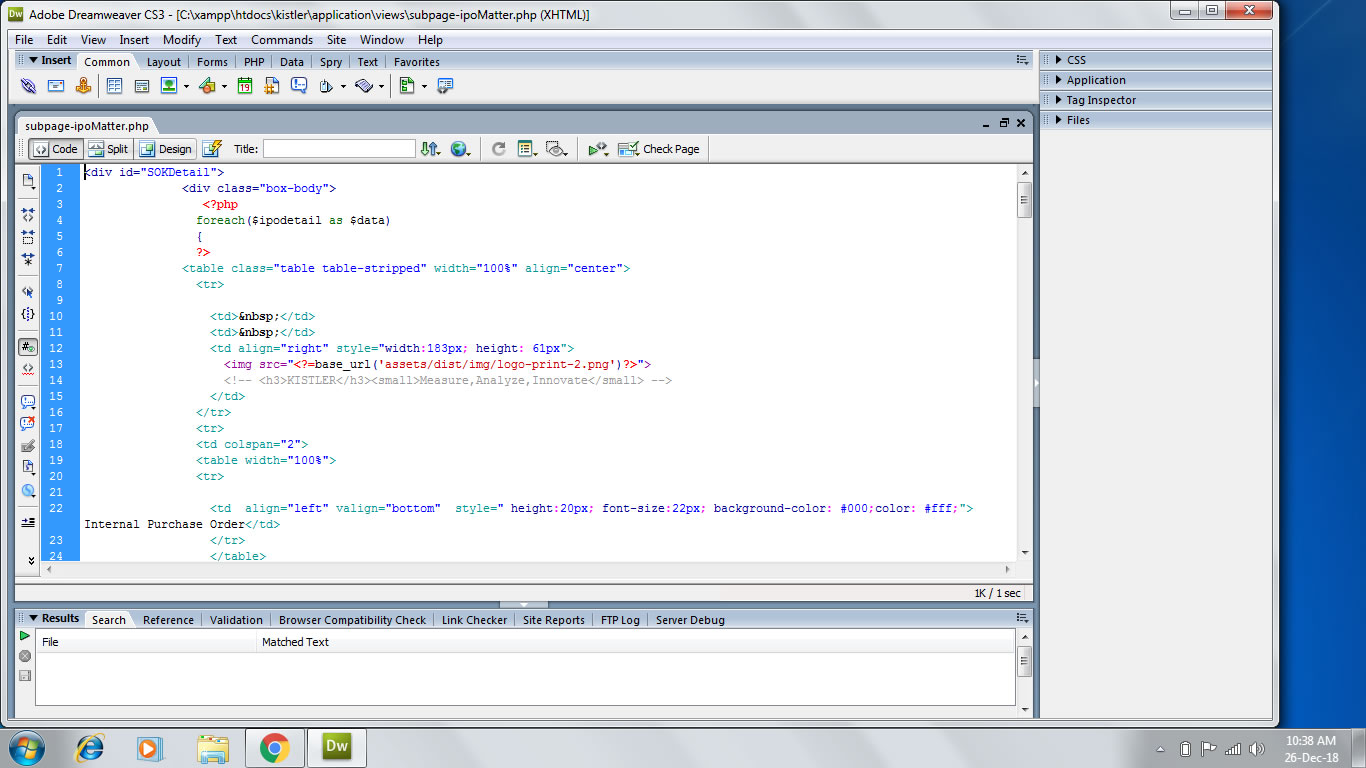 Adobe Dreamweaver CS3 - [C:\xampp\htdocs\kistler\application\views\subpage-ipoMatter.php (XHTML)]
File Edit View Insert Modify Text Commands Site Window Help
Insert Common Layout Forms PHP Data Spry Text Favorites
CSS
Application
Tag Inspector
Files
subpage-ipoMatter.php
Code Split Design Title: Check Page
1 <div id="SOKDetail">
2 <div class="box-body">
3 <?php
4 foreach($ipodetail as $data)
5 {
6 ?>
7 <table class="table table-stripped" width="100%" align="center">
8 <tr>
9
10 <td>&nbsp;</td>
11 <td>&nbsp;</td>
12 <td align="right" style="width:183px; height: 61px">
13 <img src="<?=base_url('assets/dist/img/logo-print-2.png')?>">
14 <!-- <h3>KISTLER</h3><small>Measure,Analyze,Innovate</small> -->
15 </td>
16 </tr>
17 <tr>
18 <td colspan="2">
19 <table width="100%">
20 <tr>
21
22 <td  align="left" valign="bottom"  style=" height:20px; font-size:22px; background-color: #000;color: #fff;">
Internal Purchase Order</td>
23 </tr>
24 </table>
1K / 1 sec
Results Search Reference Validation Browser Compatibility Check Link Checker Site Reports FTP Log Server Debug
File Matched Text
Dw
10:38 AM
26-Dec-18